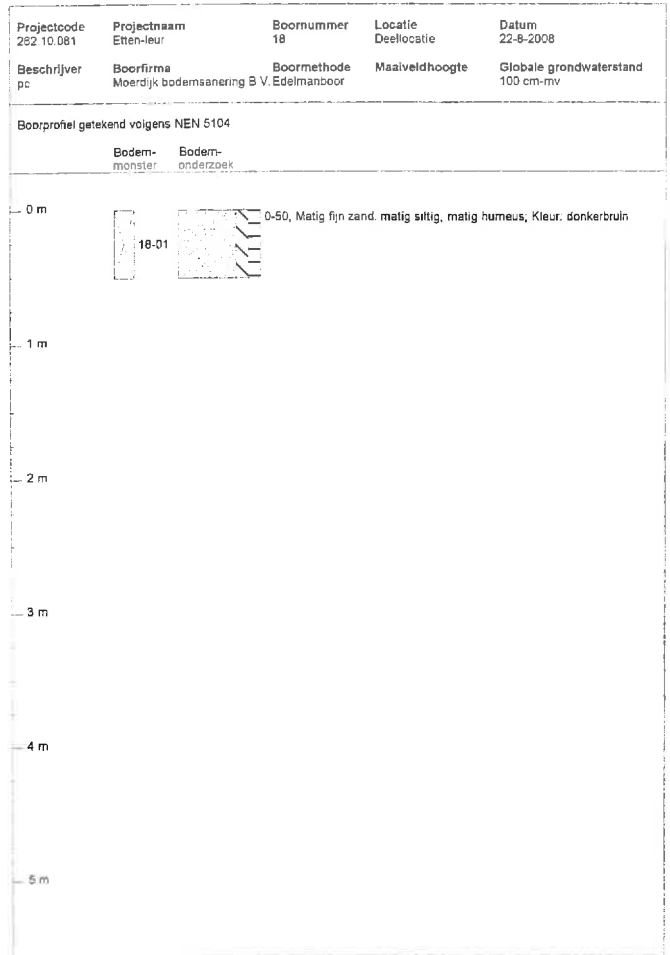 Projectcode Projectnaam Boornummer Locatie Datum
262.10.081 Etten-leur 18 Deellocatie 22-8-2008
Beschrijver Boorfirma Boormethode Maaiveldhoogte Globale grondwaterstand
pc Moerdijk bodemsanering B.V. Edelmanboor 100 cm-mv
Boorprofiel getekend volgens NEN 5104
Bodem- Bodem-
monster onderzoek
0 m
0-50, Matig fijn zand. matig siltig, matig humeus; Kleur: donkerbruin
18-01
1 m
2 m
3 m
4 m
5 m